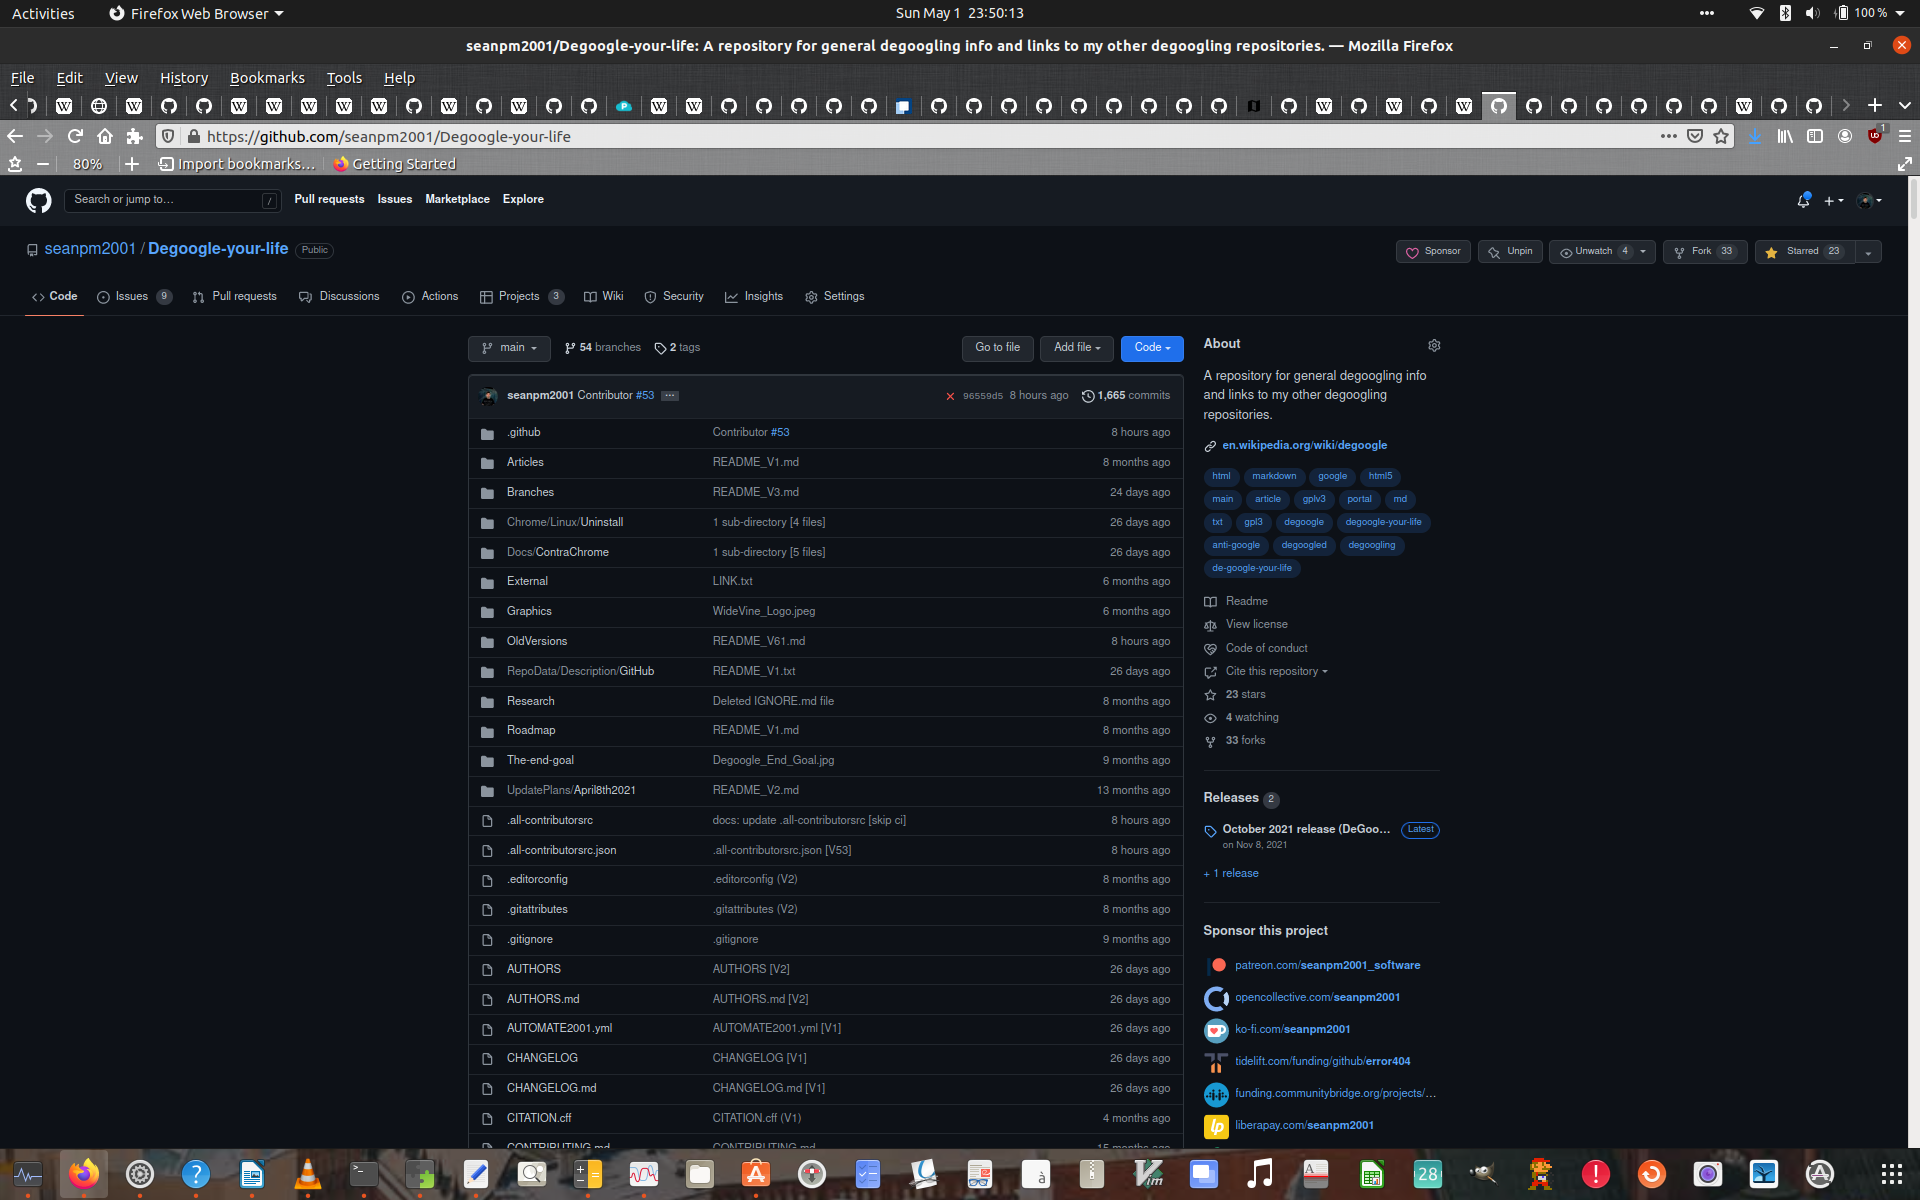 Activities
Firefox Web Browser
Sun May 1 23:50:13
100 %
seanpm2001/Degoogle-your-life: A repository for general degoogling info and links to my other degoogling repositories. — Mozilla Firefox
File Edit View History Bookmarks Tools Help
https://github.com/seanpm2001/Degoogle-your-life
1
80%
Import bookmarks...
Getting Started
Search or jump to...
/
Pull requests Issues Marketplace Explore
seanpm2001 / Degoogle-your-life Public
Sponsor
Unpin
Unwatch 4
Fork 33
Starred 23
Code
Issues 9
Pull requests
Discussions
Actions
Projects 3
Wiki
Security
Insights
Settings
main
54 branches
2 tags
Go to file
Add file
Code
seanpm2001 Contributor #53 ...
96559d5 8 hours ago
1,665 commits
.github Contributor #53 8 hours ago
Articles README_V1.md 8 months ago
Branches README_V3.md 24 days ago
Chrome/Linux/Uninstall 1 sub-directory [4 files] 26 days ago
Docs/ContraChrome 1 sub-directory [5 files] 26 days ago
External LINK.txt 6 months ago
Graphics WideVine_Logo.jpeg 6 months ago
OldVersions README_V61.md 8 hours ago
RepoData/Description/GitHub README_V1.txt 26 days ago
Research Deleted IGNORE.md file 8 months ago
Roadmap README_V1.md 8 months ago
The-end-goal Degoogle_End_Goal.jpg 9 months ago
UpdatePlans/April8th2021 README_V2.md 13 months ago
.all-contributorsrc docs: update .all-contributorsrc [skip ci] 8 hours ago
.all-contributorsrc.json .all-contributorsrc.json [V53] 8 hours ago
.editorconfig .editorconfig (V2) 8 months ago
.gitattributes .gitattributes (V2) 8 months ago
.gitignore .gitignore 9 months ago
AUTHORS AUTHORS [V2] 26 days ago
AUTHORS.md AUTHORS.md [V2] 26 days ago
AUTOMATE2001.yml AUTOMATE2001.yml [V1] 26 days ago
CHANGELOG CHANGELOG [V1] 26 days ago
CHANGELOG.md CHANGELOG.md [V1] 26 days ago
CITATION.cff CITATION.cff (V1) 4 months ago
CONTRIBUTING.md CONTRIBUTING.md 15 months ago
About
A repository for general degoogling info
and links to my other degoogling
repositories.
en.wikipedia.org/wiki/degoogle
html markdown google html5
main article gplv3 portal md
txt gpl3 degoogle degoogle-your-life
anti-google degoogled degoogling
de-google-your-life
Readme
View license
Code of conduct
Cite this repository
23 stars
4 watching
33 forks
Releases 2
October 2021 release (DeGoo... Latest
on Nov 8, 2021
+ 1 release
Sponsor this project
patreon.com/seanpm2001_software
opencollective.com/seanpm2001
ko-fi.com/seanpm2001
tidelift.com/funding/github/error404
funding.communitybridge.org/projects/...
lp
liberapay.com/seanpm2001
28